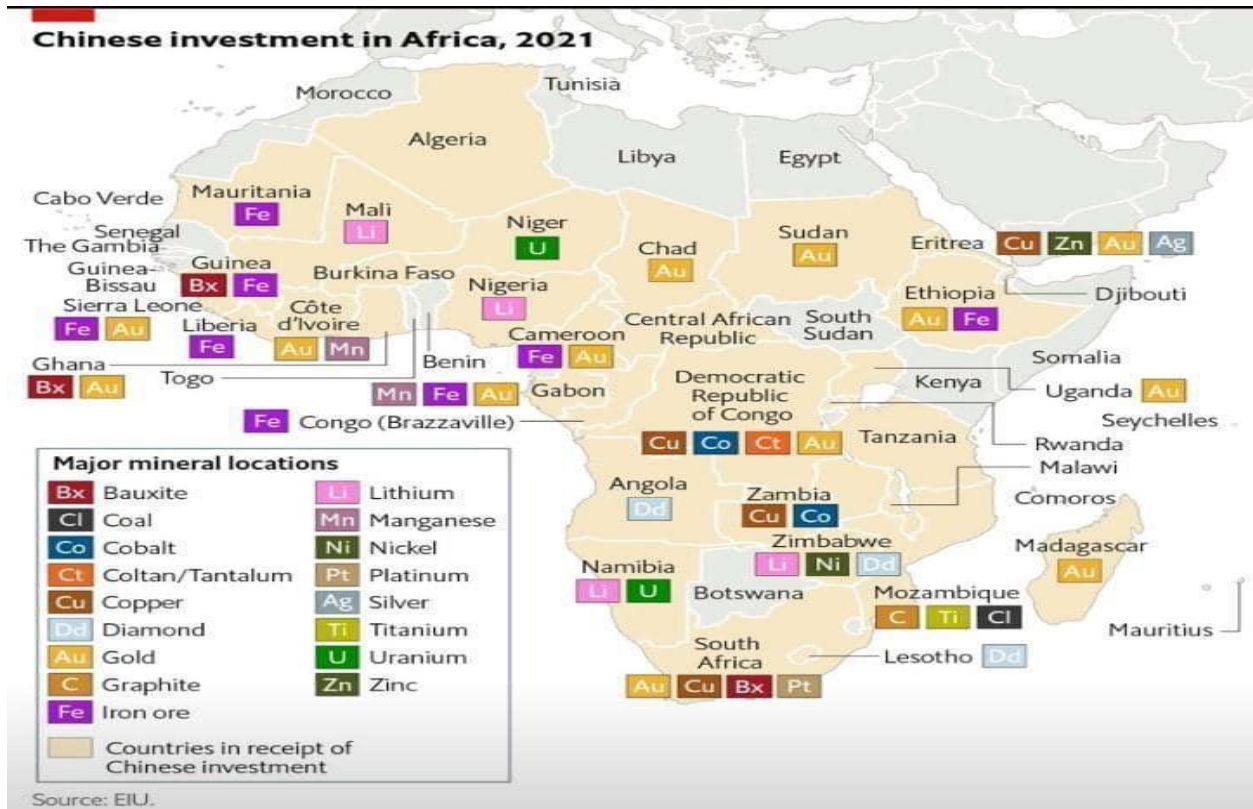 Chinese investment in Africa, 2021
Tunisia
Morocco
Algeria
Libya
Egypt
Cabo Verde
Mauritania
Fe
Mali
Li
Niger
U
Chad
Au
Sudan
Au
Eritrea Cu Zn Au Ag
Senegal
The Gambia
Guinea-
Bissau
Guinea
Bx Fe
Burkina Faso
Nigeria
Li
Ethiopia
Au Fe
Djibouti
Sierra Leone
Fe Au
Liberia
Fe
Côte
d'Ivoire
Au Mn
Cameroon
Fe Au
Central African
Republic
South
Sudan
Somalia
Ghana
Bx Au
Togo
Benin
Mn Fe Au Gabon
Democratic
Republic
of Congo
Cu Co Ct Au
Kenya
Uganda Au
Seychelles
Fe Congo (Brazzaville)
Tanzania
Rwanda
Malawi
Comoros
Angola
Dd
Zambia
Cu Co
Zimbabwe
Li Ni Dd
Madagascar
Au
Namibia
Li U
Botswana
Mozambique
C Ti Cl
Mauritius
South
Africa
Au Cu Bx Pt
Lesotho Dd
Major mineral locations
Bx Bauxite
Cl Coal
Co Cobalt
Ct Coltan/Tantalum
Cu Copper
Dd Diamond
Au Gold
C Graphite
Fe Iron ore
Li Lithium
Mn Manganese
Ni Nickel
Pt Platinum
Ag Silver
Ti Titanium
U Uranium
Zn Zinc
Countries in receipt of
Chinese investment
Source: EIU.